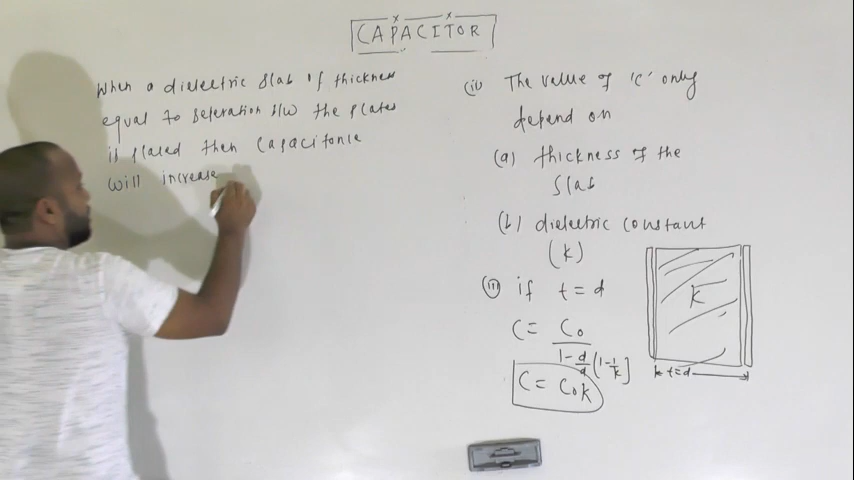 CAPACITOR
When a dielectric slab of thickness
equal to seperation b/w the plates
is placed then capacitance
will increase
(ii) The value of 'C' only
depend on
(a) thickness of the
slab
(b) dielectric constant
(k)
(iii) if t = d
C = C₀
1 - d/d (1 - 1/k)
C = C₀k
K
t=d